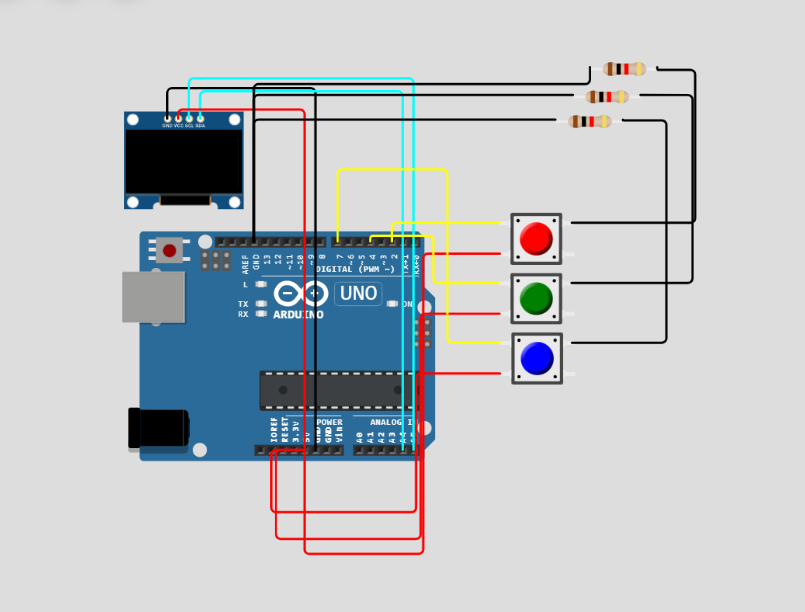 GND VCC SCL SDA
AREF
GND
13
12
~11
~10
~9
8
7
~6
~5
4
~3
2
TX→1
RX←0
DIGITAL (PWM ~)
L
TX
RX
UNO
ARDUINO
ON
IOREF
RESET
3.3V
5V
GND
GND
Vin
POWER
ANALOG IN
A0
A1
A2
A3
A4
A5